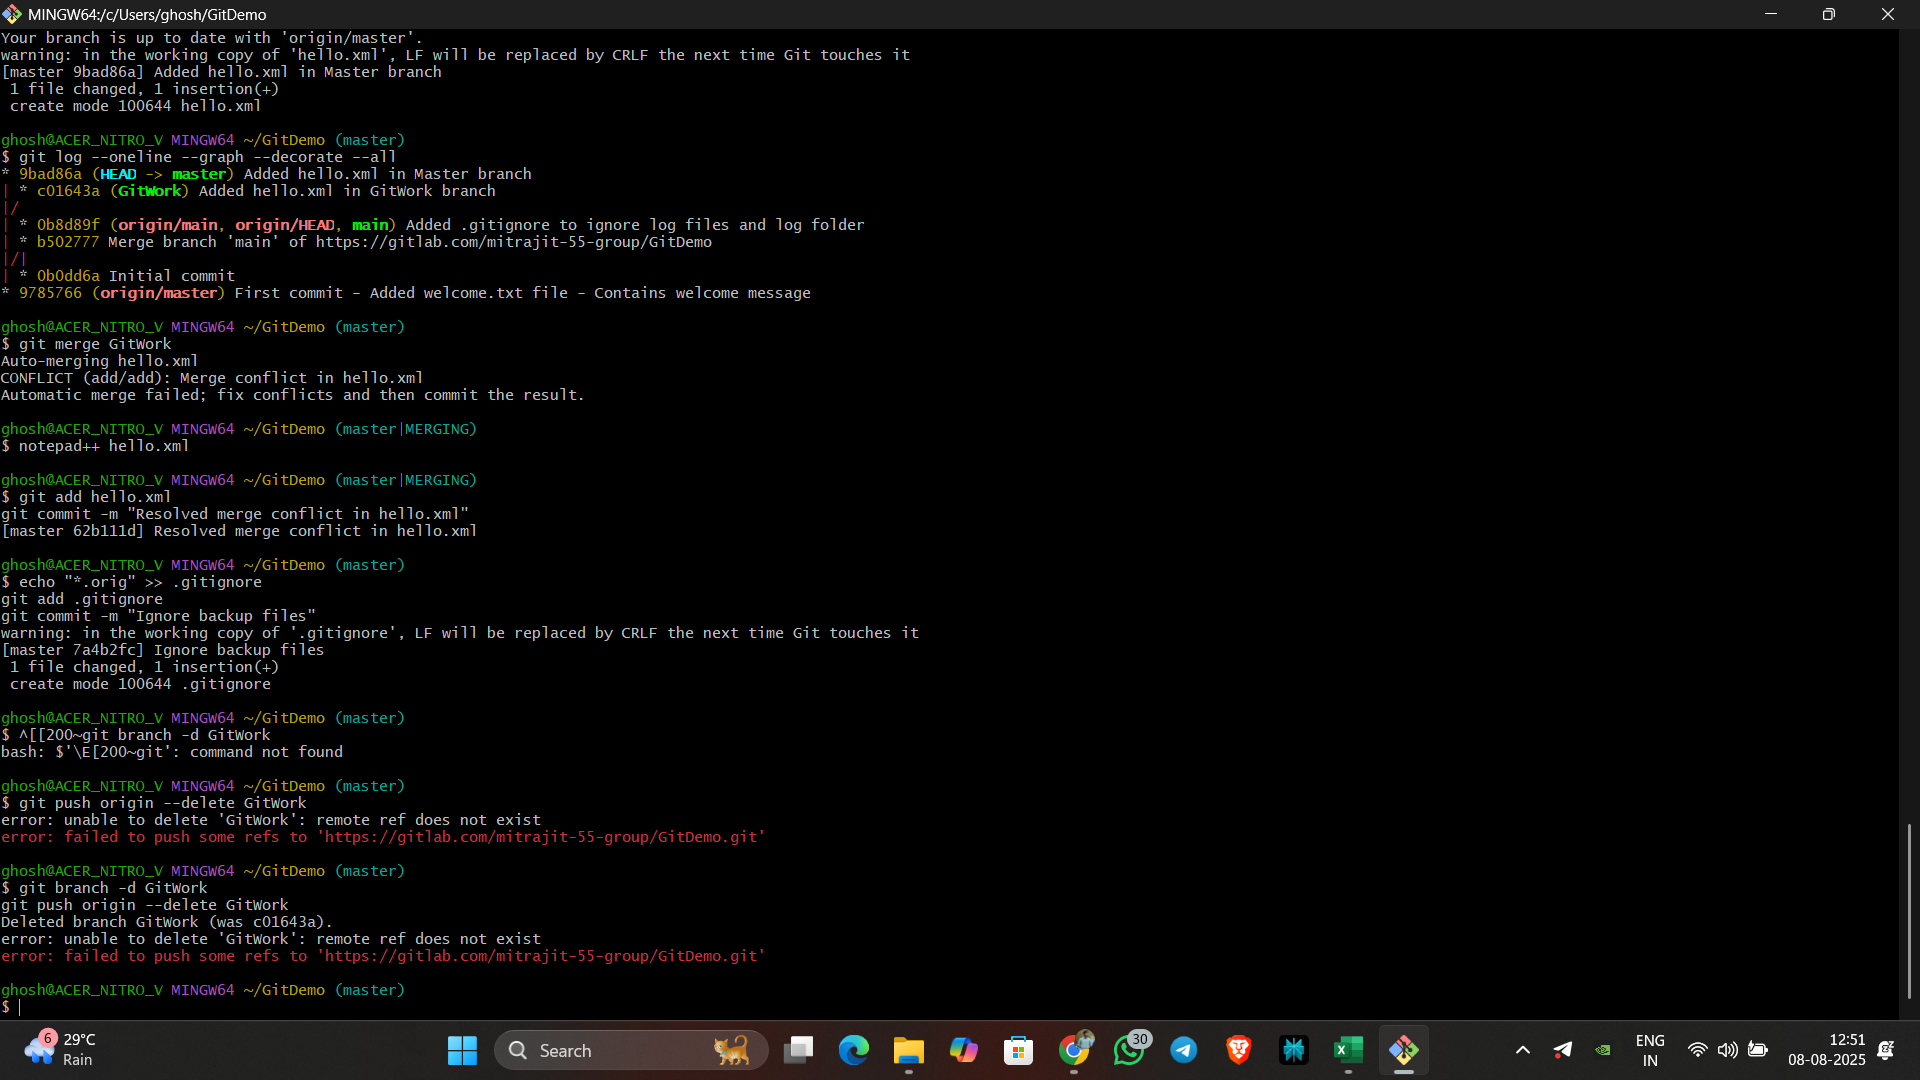 MINGW64:/c/Users/ghosh/GitDemo
Your branch is up to date with 'origin/master'.
warning: in the working copy of 'hello.xml', LF will be replaced by CRLF the next time Git touches it
[master 9bad86a] Added hello.xml in Master branch
 1 file changed, 1 insertion(+)
 create mode 100644 hello.xml
ghosh@ACER_NITRO_V MINGW64 ~/GitDemo (master)
$ git log --oneline --graph --decorate --all
* 9bad86a (HEAD -> master) Added hello.xml in Master branch
| * c01643a (GitWork) Added hello.xml in GitWork branch
|/
| * 0b8d89f (origin/main, origin/HEAD, main) Added .gitignore to ignore log files and log folder
| * b502777 Merge branch 'main' of https://gitlab.com/mitrajit-55-group/GitDemo
|/|
| * 0b0dd6a Initial commit
* 9785766 (origin/master) First commit - Added welcome.txt file - Contains welcome message
ghosh@ACER_NITRO_V MINGW64 ~/GitDemo (master)
$ git merge GitWork
Auto-merging hello.xml
CONFLICT (add/add): Merge conflict in hello.xml
Automatic merge failed; fix conflicts and then commit the result.
ghosh@ACER_NITRO_V MINGW64 ~/GitDemo (master|MERGING)
$ notepad++ hello.xml
ghosh@ACER_NITRO_V MINGW64 ~/GitDemo (master|MERGING)
$ git add hello.xml
git commit -m "Resolved merge conflict in hello.xml"
[master 62b111d] Resolved merge conflict in hello.xml
ghosh@ACER_NITRO_V MINGW64 ~/GitDemo (master)
$ echo "*.orig" >> .gitignore
git add .gitignore
git commit -m "Ignore backup files"
warning: in the working copy of '.gitignore', LF will be replaced by CRLF the next time Git touches it
[master 7a4b2fc] Ignore backup files
 1 file changed, 1 insertion(+)
 create mode 100644 .gitignore
ghosh@ACER_NITRO_V MINGW64 ~/GitDemo (master)
$ ^[[200~git branch -d GitWork
bash: $'\E[200~git': command not found
ghosh@ACER_NITRO_V MINGW64 ~/GitDemo (master)
$ git push origin --delete GitWork
error: unable to delete 'GitWork': remote ref does not exist
error: failed to push some refs to 'https://gitlab.com/mitrajit-55-group/GitDemo.git'
ghosh@ACER_NITRO_V MINGW64 ~/GitDemo (master)
$ git branch -d GitWork
git push origin --delete GitWork
Deleted branch GitWork (was c01643a).
error: unable to delete 'GitWork': remote ref does not exist
error: failed to push some refs to 'https://gitlab.com/mitrajit-55-group/GitDemo.git'
ghosh@ACER_NITRO_V MINGW64 ~/GitDemo (master)
$
6
29°C
Rain
Search
30
ENG
IN
12:51
08-08-2025